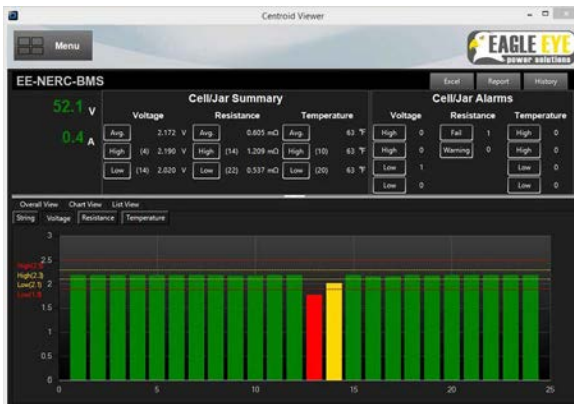 Centroid Viewer
Menu
EAGLE EYE
power solutions
EE-NERC-BMS
Excel Report History
52.1 V
0.4 A
Cell/Jar Summary
Voltage Resistance Temperature
Avg. 2.172 V Avg. 0.605 mΩ Avg. 63 °F
High (4) 2.190 V High (14) 1.209 mΩ High (10) 63 °F
Low (14) 2.020 V Low (22) 0.537 mΩ Low (20) 63 °F
Cell/Jar Alarms
Voltage Resistance Temperature
High 0 Fail 1 High 0
High 0 Warning 0 High 0
Low 1 Low 0
Low 0 Low 0
Overall View Chart View List View
String Voltage Resistance Temperature
3
2.5
2
1.5
1
0.5
0
High(2.3)
Low(2.1)
0 5 10 15 20 25